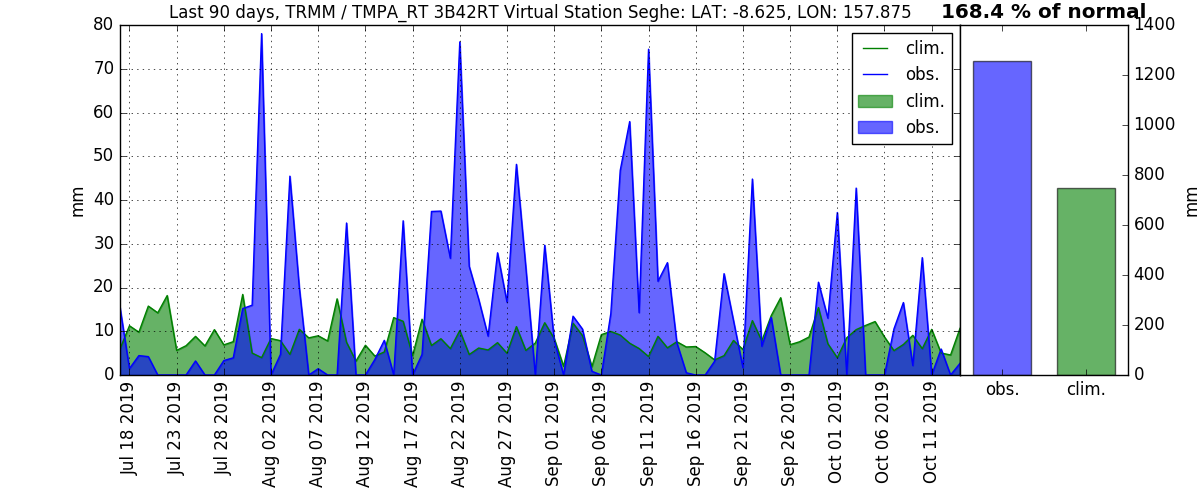 Last 90 days, TRMM / TMPA_RT 3B42RT Virtual Station Seghe: LAT: -8.625, LON: 157.875
168.4 % of normal
80
70
60
50
40
30
20
10
0
mm
clim.
obs.
clim.
obs.
Jul 18 2019
Jul 23 2019
Jul 28 2019
Aug 02 2019
Aug 07 2019
Aug 12 2019
Aug 17 2019
Aug 22 2019
Aug 27 2019
Sep 01 2019
Sep 06 2019
Sep 11 2019
Sep 16 2019
Sep 21 2019
Sep 26 2019
Oct 01 2019
Oct 06 2019
Oct 11 2019
1400
1200
1000
800
600
400
200
0
mm
obs.
clim.